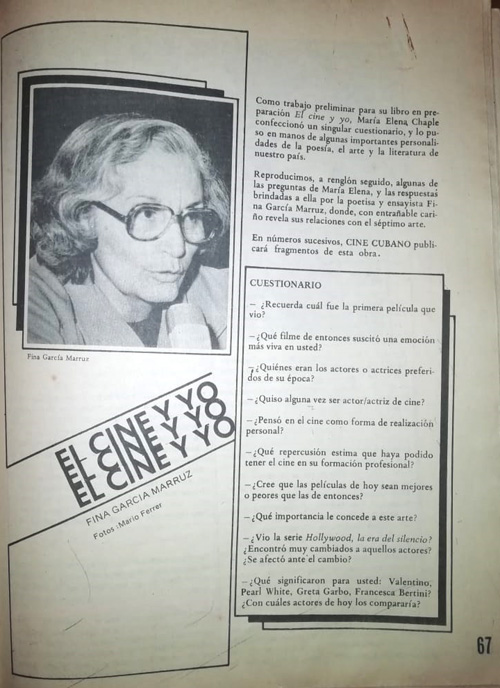 Como trabajo preliminar para su libro en pre-
paración El cine y yo, María Elena Chaple
confeccionó un singular cuestionario, y lo pu-
so en manos de algunas importantes personali-
dades de la poesía, el arte y la literatura de
nuestro país.
Reproducimos, a renglón seguido, algunas de
las preguntas de María Elena, y las respuestas
brindadas a ella por la poetisa y ensayista Fi-
na García Marruz, donde, con entrañable cari-
ño revela sus relaciones con el séptimo arte.
En números sucesivos, CINE CUBANO publi-
cará fragmentos de esta obra.
Fina García Marruz
EL CINE Y YO
EL CINE Y YO
EL CINE Y YO
FINA GARCIA MARRUZ
Fotos: Mario Ferrer
CUESTIONARIO
— ¿Recuerda cuál fue la primera película que
vio?
— ¿Qué filme de entonces suscitó una emoción
más viva en usted?
— ¿Quiénes eran los actores o actrices preferi-
dos de su época?
— ¿Quiso alguna vez ser actor/actriz de cine?
— ¿Pensó en el cine como forma de realización
personal?
— ¿Qué repercusión estima que haya podido
tener el cine en su formación profesional?
— ¿Cree que las películas de hoy sean mejores
o peores que las de entonces?
— ¿Qué importancia le concede a este arte?
— ¿Vio la serie Hollywood, la era del silencio?
¿Encontró muy cambiados a aquellos actores?
¿Se afectó ante el cambio?
— ¿Qué significaron para usted: Valentino,
Pearl White, Greta Garbo, Francesca Bertini?
¿Con cuáles actores de hoy los compararía?
67